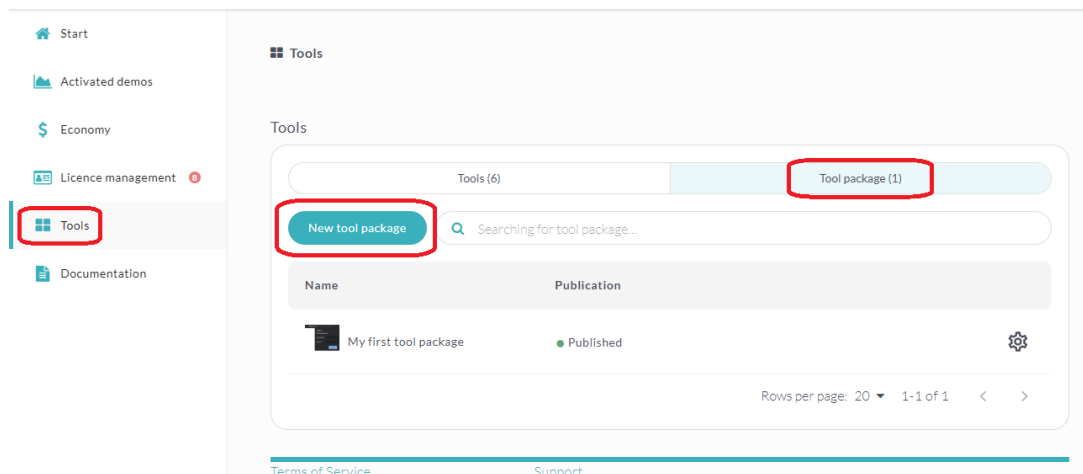 Start
Activated demos
Economy
Licence management 8
Tools
Documentation
Tools
Tools
Tools (6)
Tool package (1)
New tool package
Searching for tool package...
Name
Publication
My first tool package
Published
Rows per page: 20
1-1 of 1
Terms of Service
Support